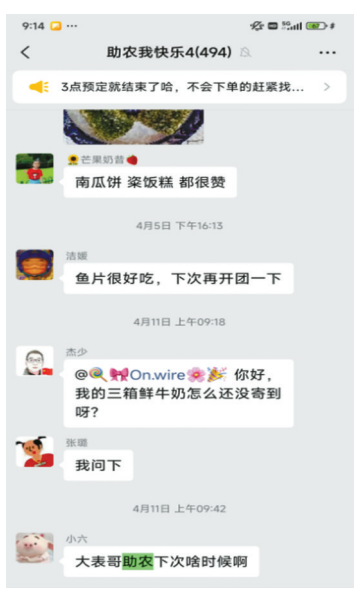 9:14
助农我快乐4(494)
3点预定就结束了哈，不会下单的赶紧找...
芒果奶昔
南瓜饼 粢饭糕 都很赞
4月5日 下午16:13
洁媛
鱼片很好吃，下次再开团一下
4月11日 上午09:18
杰少
@On.wire 你好，
我的三箱鲜牛奶怎么还没寄到
呀?
张璐
我问下
4月11日 上午09:42
小六
大表哥助农下次啥时候啊